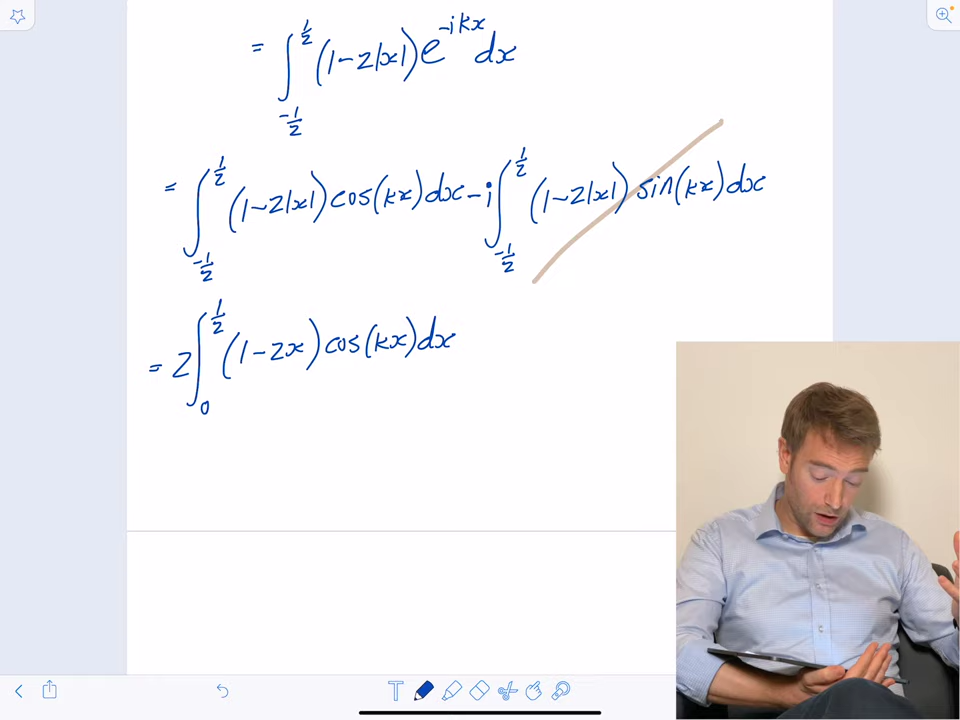 = ∫_{-1/2}^{1/2} (1-2|x|) e^{-ikx} dx
= ∫_{-1/2}^{1/2} (1-2|x|) cos(kx) dx - i ∫_{-1/2}^{1/2} (1-2|x|) sin(kx) dx
= 2 ∫_0^{1/2} (1-2x) cos(kx) dx
T